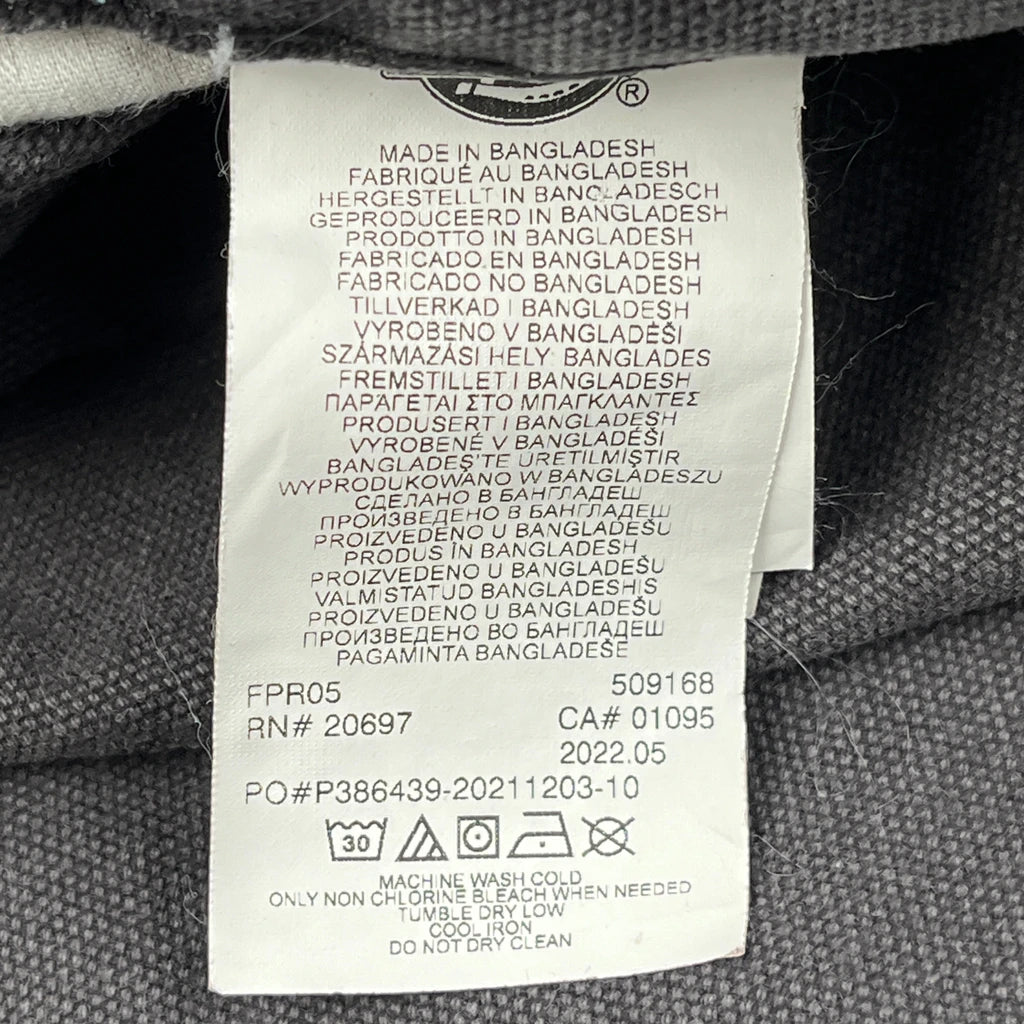 ®
MADE IN BANGLADESH
FABRIQUÉ AU BANGLADESH
HERGESTELLT IN BANGLADESCH
GEPRODUCEERD IN BANGLADESH
PRODOTTO IN BANGLADESH
FABRICADO EN BANGLADESH
FABRICADO NO BANGLADESH
TILLVERKAD I BANGLADESH
VYROBENO V BANGLADÉŠI
SZÁRMAZÁSI HELY: BANGLADES
FREMSTILLET I BANGLADESH
ΠΑΡΑΓΕΤΑΙ ΣΤΟ ΜΠΑΓΚΛΑΝΤΕΣ
PRODUSERT I BANGLADESH
VYROBENÉ V BANGLADÉŠI
BANGLADEŞ'TE ÜRETİLMİŞTİR
WYPRODUKOWANO W BANGLADESZU
СДЕЛАНО В БАНГЛАДЕШ
ПРОИЗВЕДЕНО В БАНГЛАДЕШ
PROIZVEDENO U BANGLADEŠU
PRODUS ÎN BANGLADESH
PROIZVEDENO U BANGLADEŠU
VALMISTATUD BANGLADESHIS
PROIZVEDENO U BANGLADEŠU
ПРОИЗВЕДЕНО ВО БАНГЛАДЕШ
PAGAMINTA BANGLADEŠE
FPR05 509168
RN# 20697 CA# 01095
2022.05
PO#P386439-20211203-10
30
MACHINE WASH COLD
ONLY NON CHLORINE BLEACH WHEN NEEDED
TUMBLE DRY LOW
COOL IRON
DO NOT DRY CLEAN